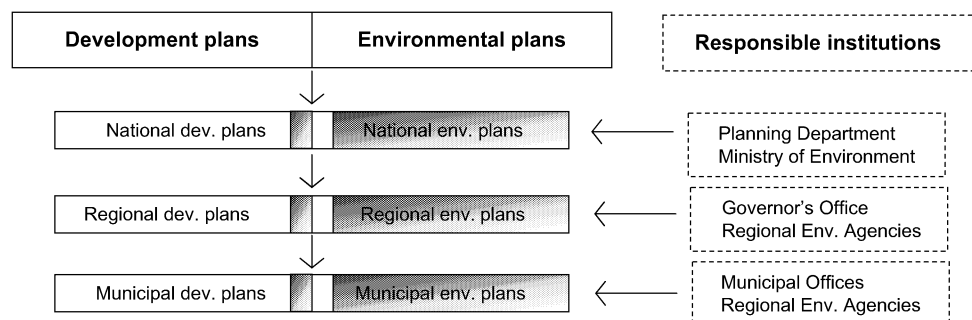 Development plans
Environmental plans
Responsible institutions
National dev. plans
National env. plans
Planning Department
Ministry of Environment
Regional dev. plans
Regional env. plans
Governor's Office
Regional Env. Agencies
Municipal dev. plans
Municipal env. plans
Municipal Offices
Regional Env. Agencies